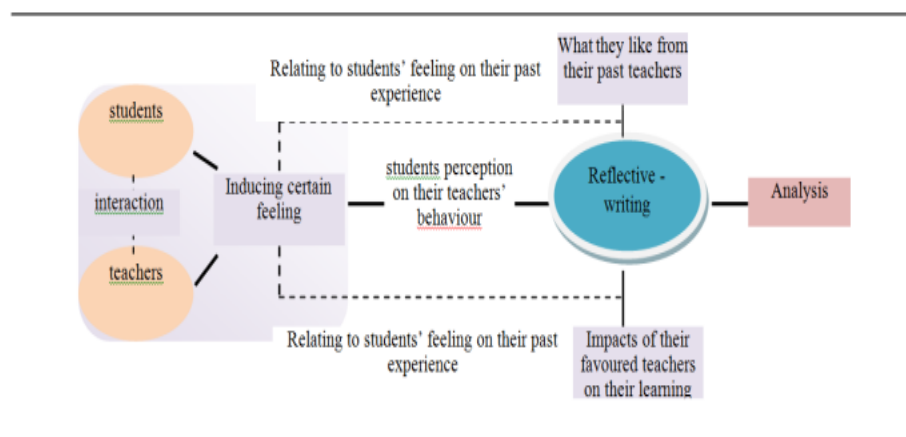 What they like from
their past teachers
Relating to students' feeling on their past
experience
students
interaction
teachers
Inducing certain
feeling
students perception
on their teachers'
behaviour
Reflective -
writing
Analysis
Relating to students' feeling on their past
experience
Impacts of their
favoured teachers
on their learning